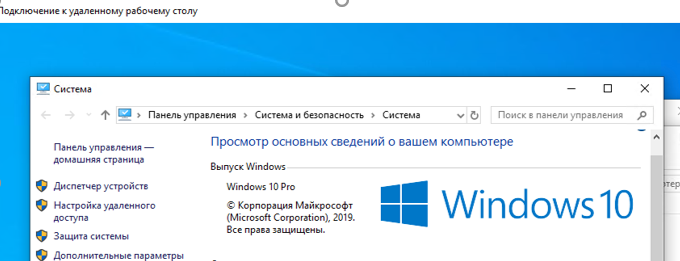 Подключение к удаленному рабочему столу
Система
Панель управления
Система и безопасность
Система
Поиск в панели управления
Панель управления —
домашняя страница
Диспетчер устройств
Настройка удаленного
доступа
Защита системы
Дополнительные параметры
Просмотр основных сведений о вашем компьютере
Выпуск Windows
Windows 10 Pro
© Корпорация Майкрософт
(Microsoft Corporation), 2019.
Все права защищены.
Windows 10